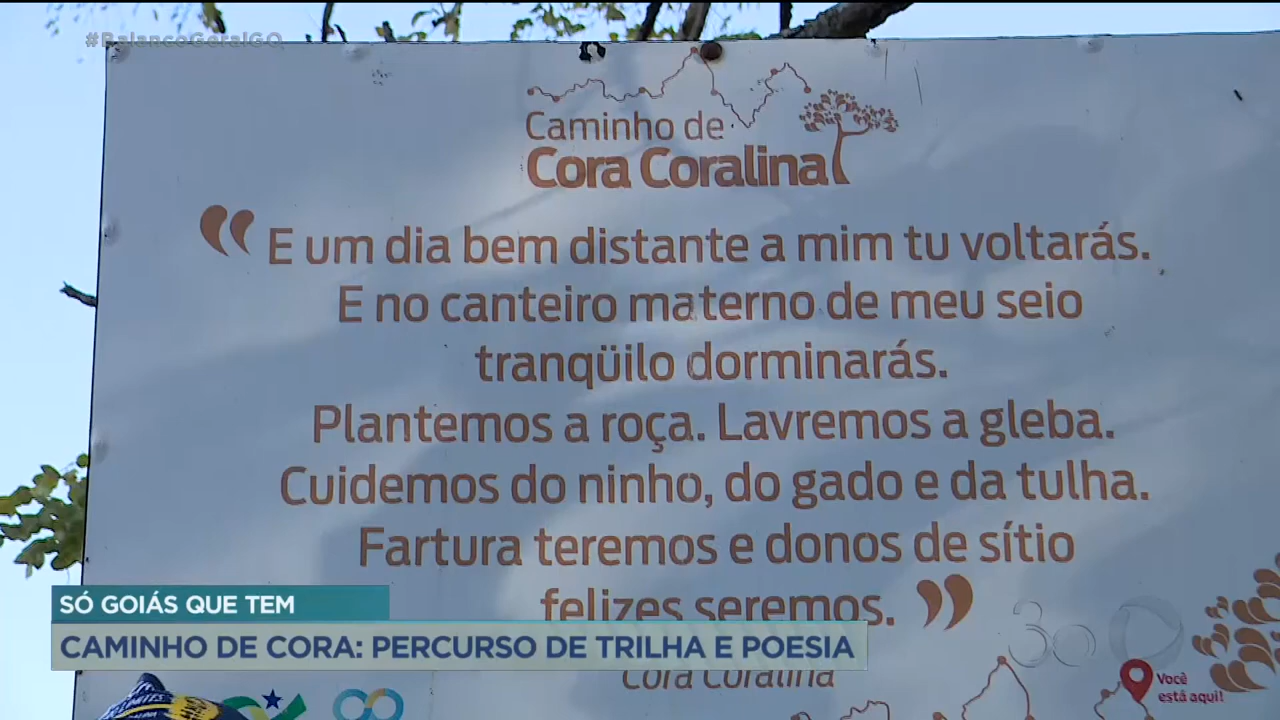 #BalancoGeralGO
Caminho de
Cora Coralina
“ E um dia bem distante a mim tu voltarás.
E no canteiro materno de meu seio
tranqüilo dorminarás.
Plantemos a roça. Lavremos a gleba.
Cuidemos do ninho, do gado e da tulha.
Fartura teremos e donos de sítio
felizes seremos. ”
SÓ GOIÁS QUE TEM
CAMINHO DE CORA: PERCURSO DE TRILHA E POESIA
Cora Coralina
Você
está aqui!